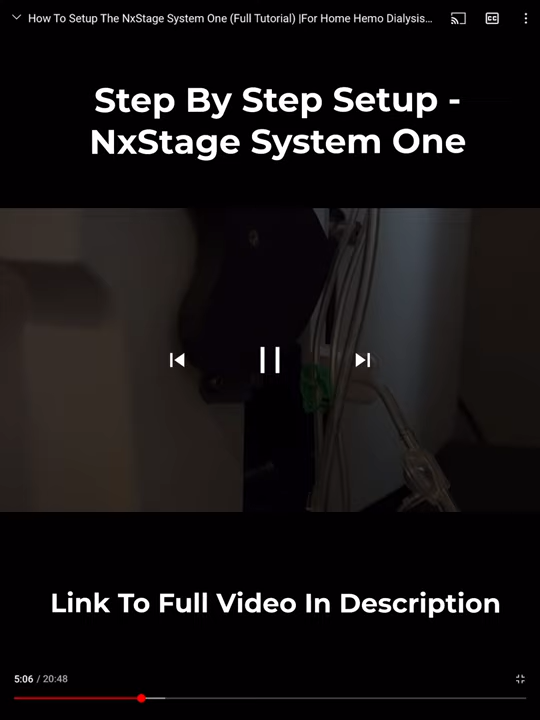 How To Setup The NxStage System One (Full Tutorial) |For Home Hemo Dialysis...
CC
Step By Step Setup -
NxStage System One
Link To Full Video In Description
5:06 / 20:48